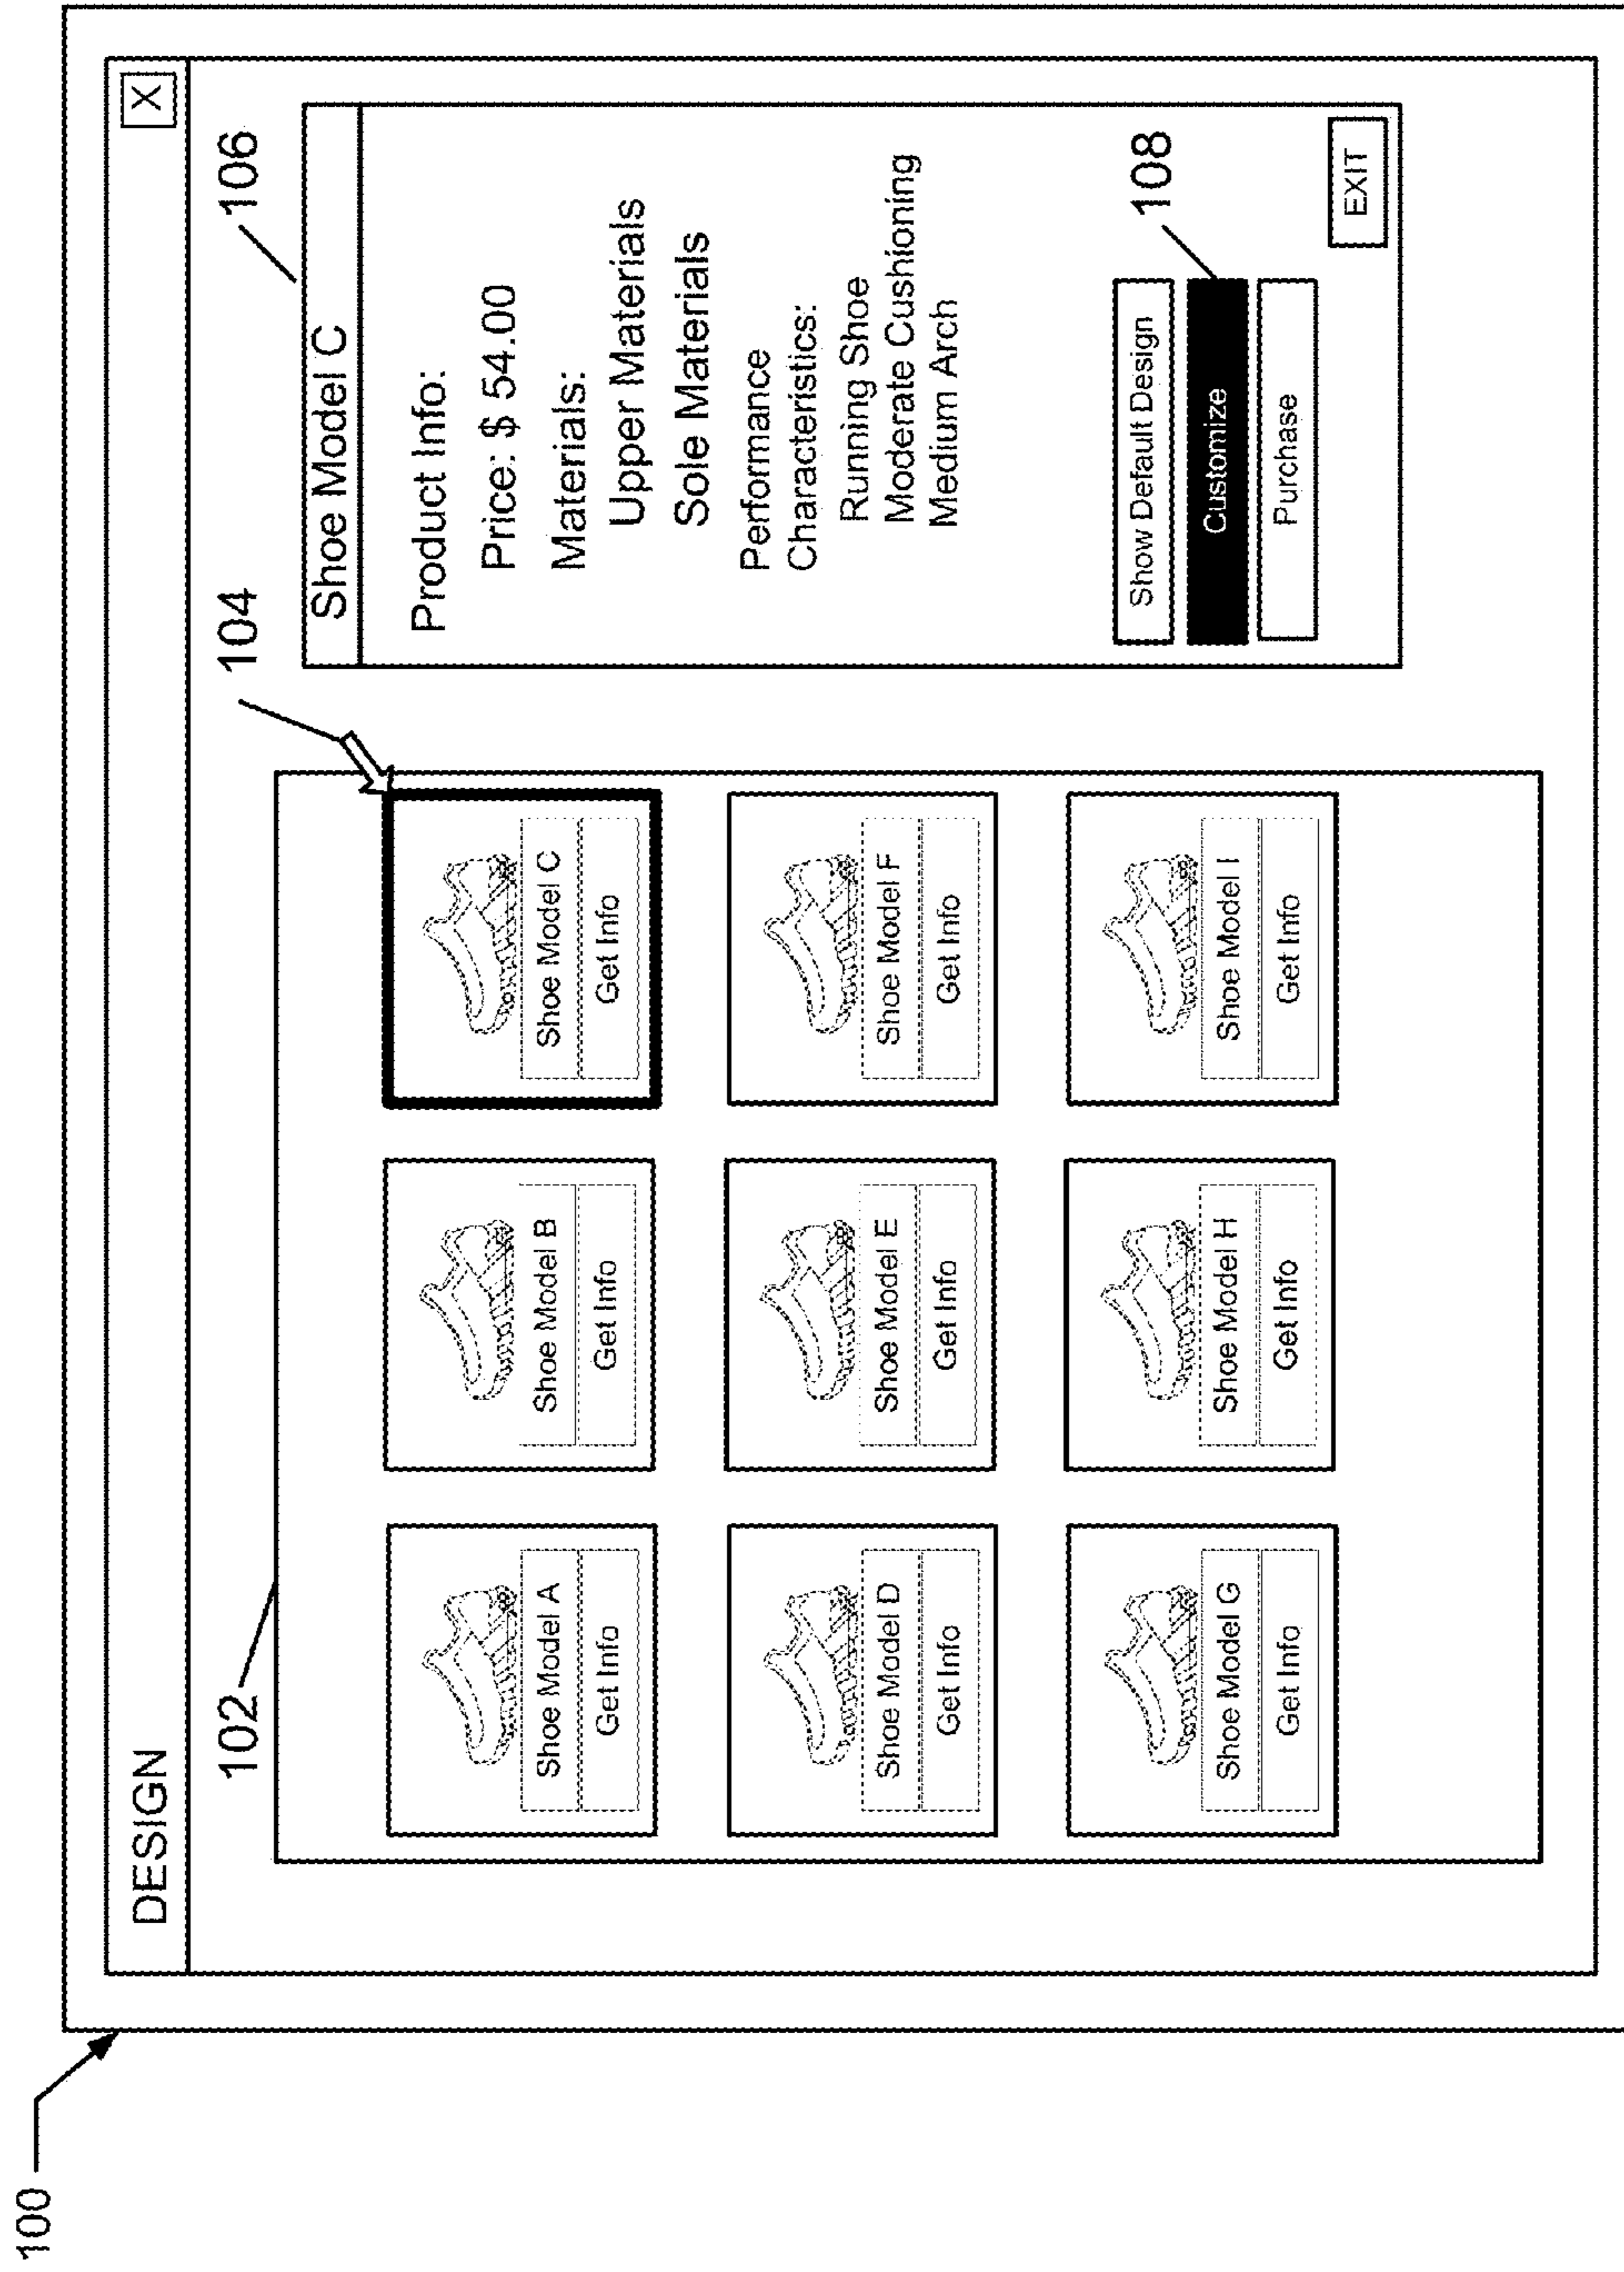 100
DESIGN
X
102
104
106
Shoe Model A
Get Info
Shoe Model B
Get Info
Shoe Model C
Get Info
Shoe Model D
Get Info
Shoe Model E
Get Info
Shoe Model F
Get Info
Shoe Model G
Get Info
Shoe Model H
Get Info
Shoe Model I
Get Info
Shoe Model C
Product Info:
Price: $ 54.00
Materials:
Upper Materials
Sole Materials
Performance
Characteristics:
Running Shoe
Moderate Cushioning
Medium Arch
108
Show Default Design
Customize
Purchase
EXIT